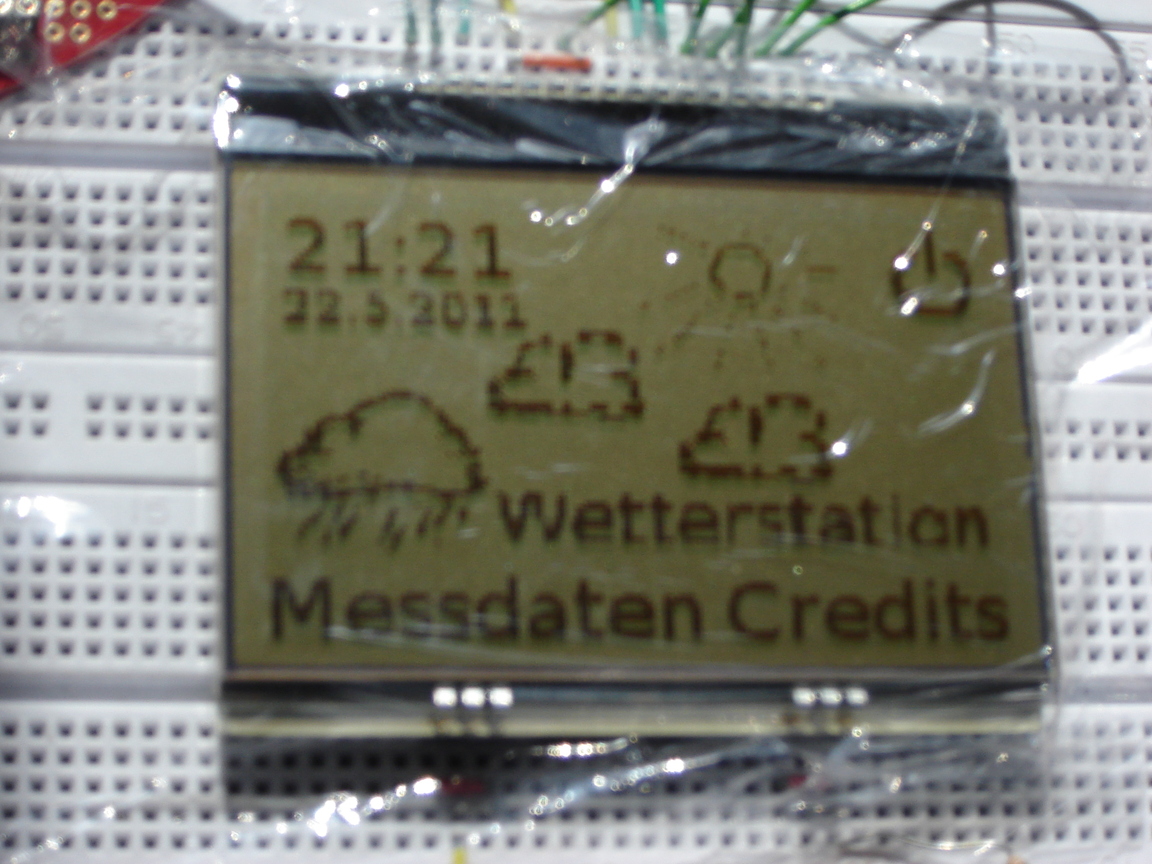 21:21
22.5.2011
Wetterstation
Messdaten Credits